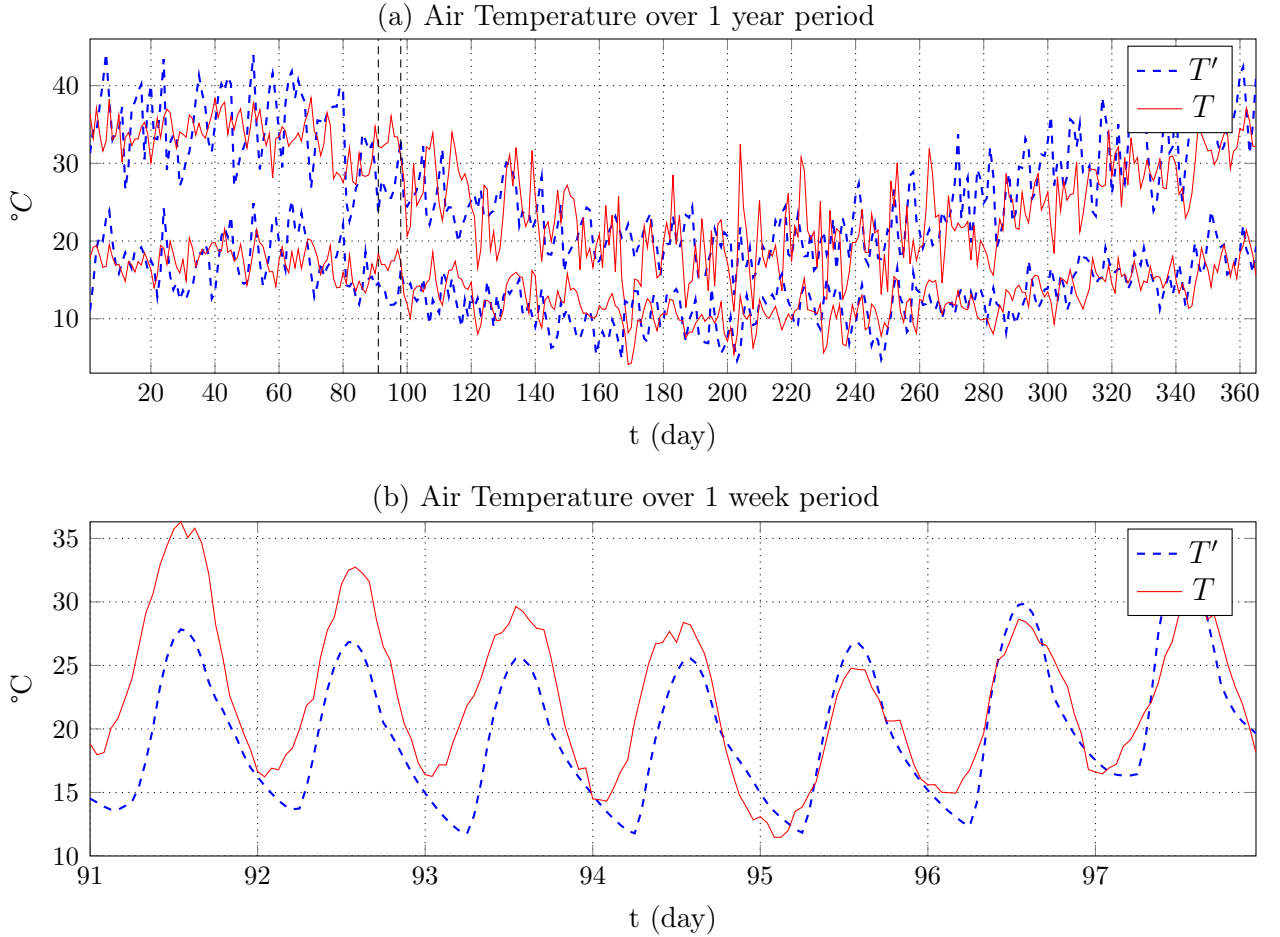 (a) Air Temperature over 1 year period
°C
40
30
20
10
T′
T
20 40 60 80 100 120 140 160 180 200 220 240 260 280 300 320 340 360
t (day)
(b) Air Temperature over 1 week period
°C
35
30
25
20
15
10
T′
T
91 92 93 94 95 96 97
t (day)